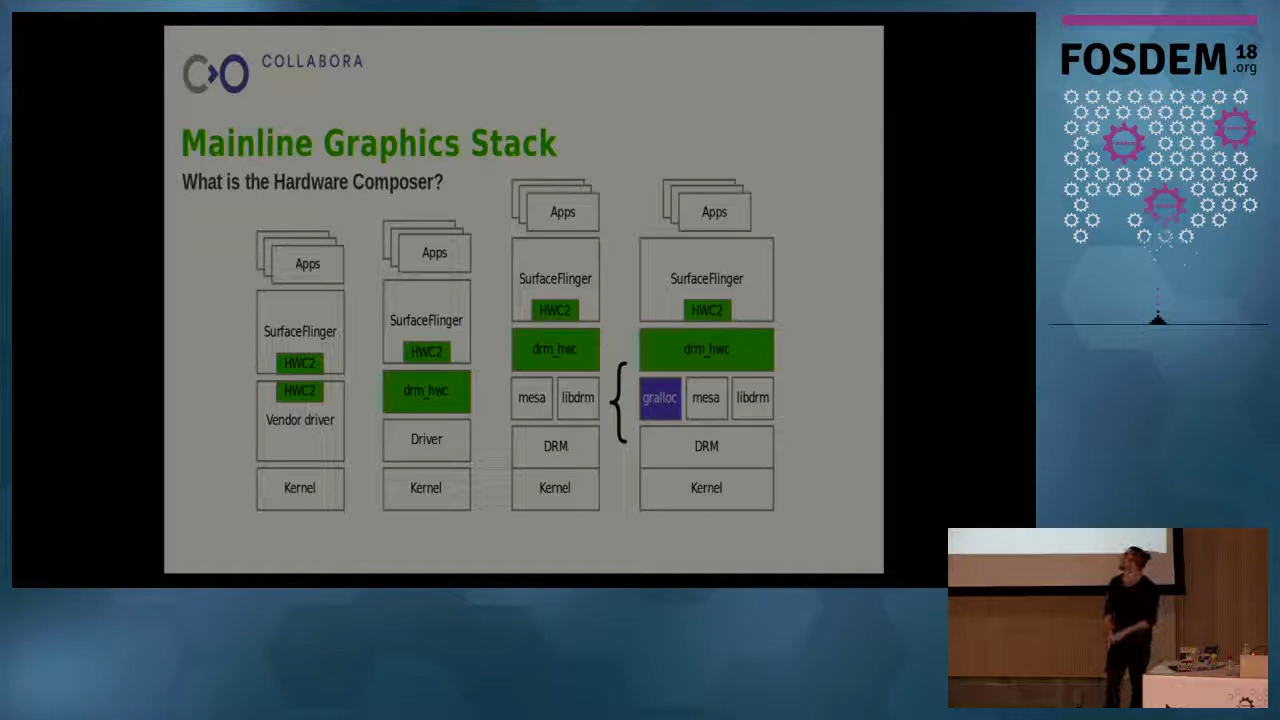 COLLABORA
Mainline Graphics Stack
What is the Hardware Composer?
Apps
SurfaceFlinger
HWC2
HWC2
Vendor driver
Kernel
Apps
SurfaceFlinger
HWC2
drm_hwc
Driver
Kernel
Apps
SurfaceFlinger
HWC2
drm_hwc
mesa libdrm
DRM
Kernel
Apps
SurfaceFlinger
HWC2
drm_hwc
gralloc mesa libdrm
DRM
Kernel
FOSDEM 18
.org